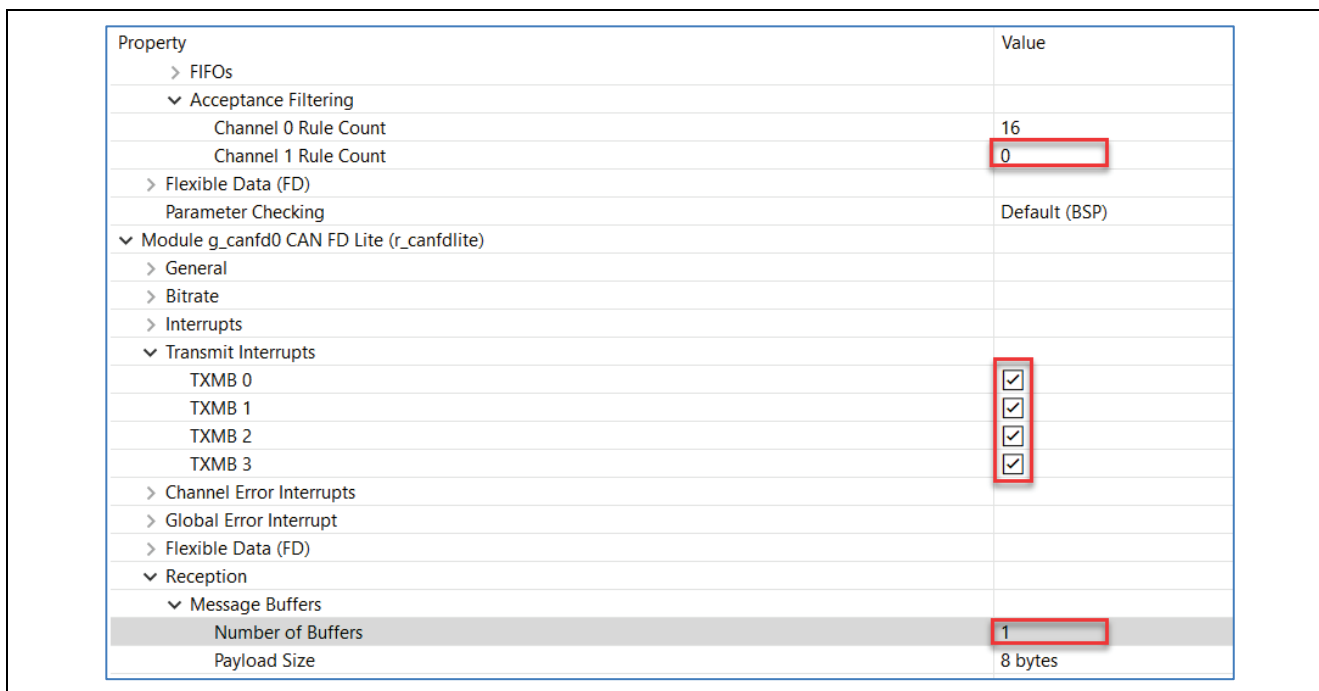 Property Value
FIFOs
Acceptance Filtering
Channel 0 Rule Count 16
Channel 1 Rule Count 0
Flexible Data (FD)
Parameter Checking Default (BSP)
Module g_canfd0 CAN FD Lite (r_canfdlite)
General
Bitrate
Interrupts
Transmit Interrupts
TXMB 0
TXMB 1
TXMB 2
TXMB 3
Channel Error Interrupts
Global Error Interrupt
Flexible Data (FD)
Reception
Message Buffers
Number of Buffers 1
Payload Size 8 bytes